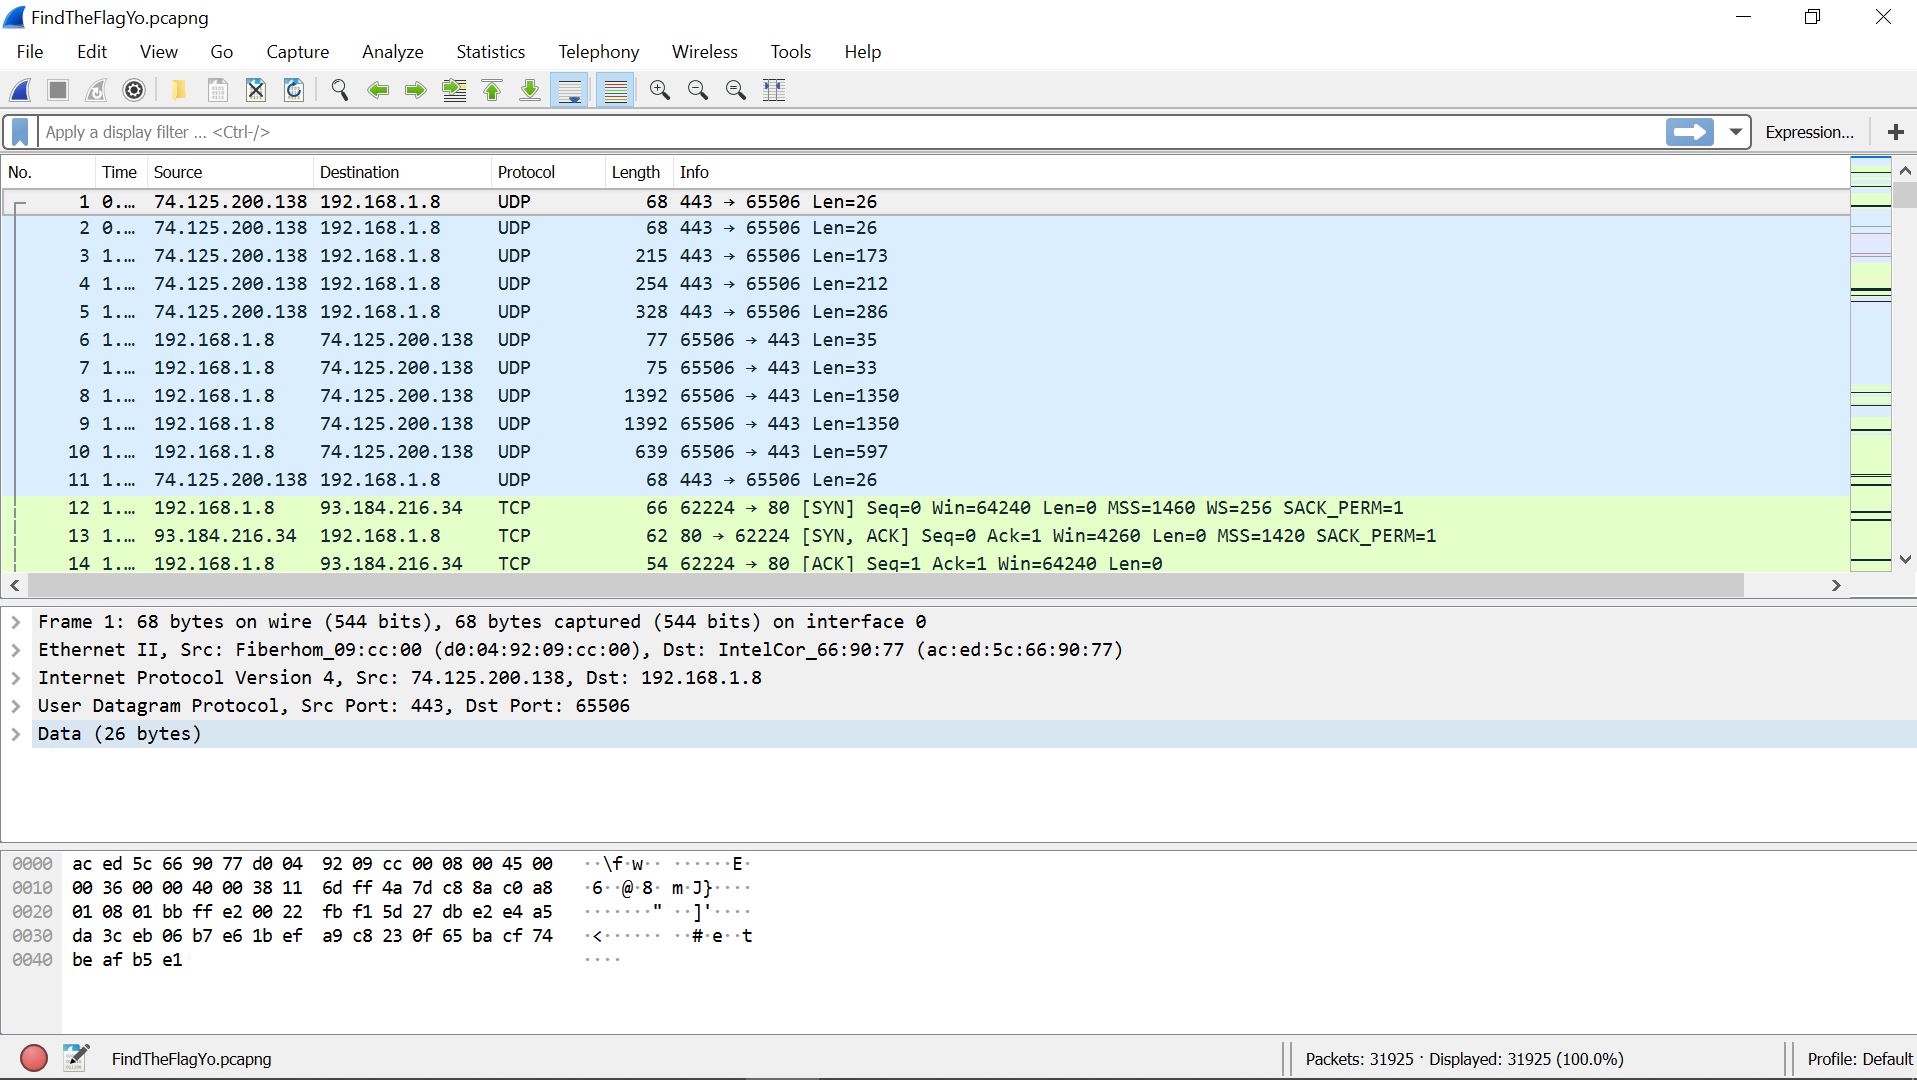 FindTheFlagYo.pcapng
File Edit View Go Capture Analyze Statistics Telephony Wireless Tools Help
Apply a display filter ... <Ctrl-/> Expression... +
No. Time Source Destination Protocol Length Info
1 0.… 74.125.200.138 192.168.1.8 UDP 68 443 → 65506 Len=26
2 0.… 74.125.200.138 192.168.1.8 UDP 68 443 → 65506 Len=26
3 1.… 74.125.200.138 192.168.1.8 UDP 215 443 → 65506 Len=173
4 1.… 74.125.200.138 192.168.1.8 UDP 254 443 → 65506 Len=212
5 1.… 74.125.200.138 192.168.1.8 UDP 328 443 → 65506 Len=286
6 1.… 192.168.1.8 74.125.200.138 UDP 77 65506 → 443 Len=35
7 1.… 192.168.1.8 74.125.200.138 UDP 75 65506 → 443 Len=33
8 1.… 192.168.1.8 74.125.200.138 UDP 1392 65506 → 443 Len=1350
9 1.… 192.168.1.8 74.125.200.138 UDP 1392 65506 → 443 Len=1350
10 1.… 192.168.1.8 74.125.200.138 UDP 639 65506 → 443 Len=597
11 1.… 74.125.200.138 192.168.1.8 UDP 68 443 → 65506 Len=26
12 1.… 192.168.1.8 93.184.216.34 TCP 66 62224 → 80 [SYN] Seq=0 Win=64240 Len=0 MSS=1460 WS=256 SACK_PERM=1
13 1.… 93.184.216.34 192.168.1.8 TCP 62 80 → 62224 [SYN, ACK] Seq=0 Ack=1 Win=4260 Len=0 MSS=1420 SACK_PERM=1
14 1.… 192.168.1.8 93.184.216.34 TCP 54 62224 → 80 [ACK] Seq=1 Ack=1 Win=64240 Len=0
Frame 1: 68 bytes on wire (544 bits), 68 bytes captured (544 bits) on interface 0
Ethernet II, Src: Fiberhom_09:cc:00 (d0:04:92:09:cc:00), Dst: IntelCor_66:90:77 (ac:ed:5c:66:90:77)
Internet Protocol Version 4, Src: 74.125.200.138, Dst: 192.168.1.8
User Datagram Protocol, Src Port: 443, Dst Port: 65506
Data (26 bytes)
0000 ac ed 5c 66 90 77 d0 04 92 09 cc 00 08 00 45 00 ··\f·w·· ······E·
0010 00 36 00 00 40 00 38 11 6d ff 4a 7d c8 8a c0 a8 ·6··@·8· m·J}····
0020 01 08 01 bb ff e2 00 22 fb f1 5d 27 db e2 e4 a5 ·······" ··]'····
0030 da 3c eb 06 b7 e6 1b ef a9 c8 23 0f 65 ba cf 74 ·<······ ··#·e··t
0040 be af b5 e1 ····
FindTheFlagYo.pcapng Packets: 31925 · Displayed: 31925 (100.0%) Profile: Default